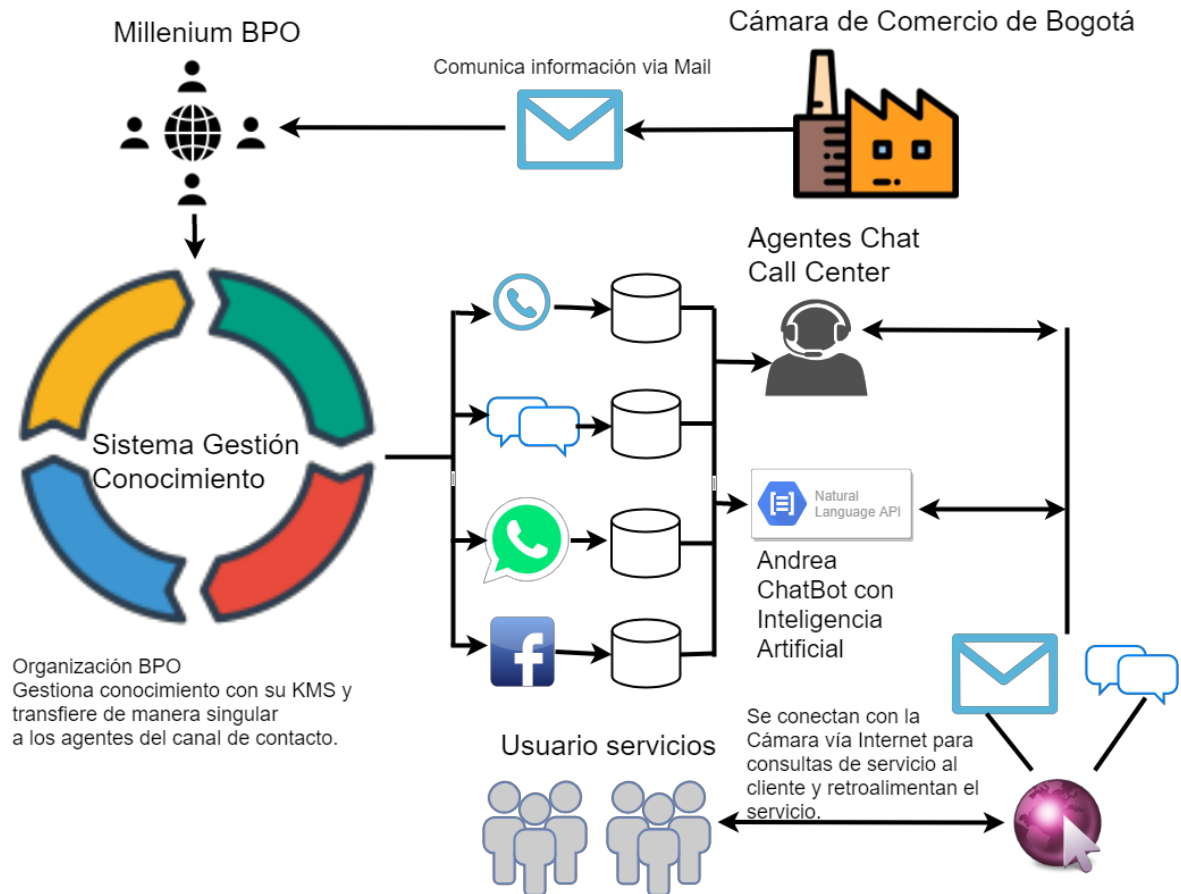 Millenium BPO
Cámara de Comercio de Bogotá
Comunica información via Mail
Agentes Chat
Call Center
Sistema Gestión
Conocimiento
Natural
Language API
Andrea
ChatBot con
Inteligencia
Artificial
Organización BPO
Gestiona conocimiento con su KMS y
transfiere de manera singular
a los agentes del canal de contacto.
Usuario servicios
Se conectan con la
Cámara vía Internet para
consultas de servicio al
cliente y retroalimentan el
servicio.